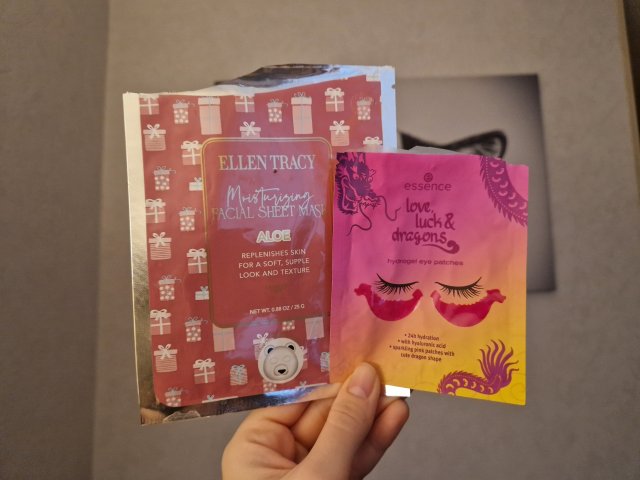 ELLEN TRACY
Moisturizing
FACIAL SHEET MASK
ALOE
REPLENISHES SKIN
FOR A SOFT, SUPPLE
LOOK AND TEXTURE
NET WT. 0.88 OZ / 25 G
essence
love,
luck &
dragons
hydrogel eye patches
• 24h hydration
• with hyaluronic acid
• sparkling pink patches with
cute dragon shape